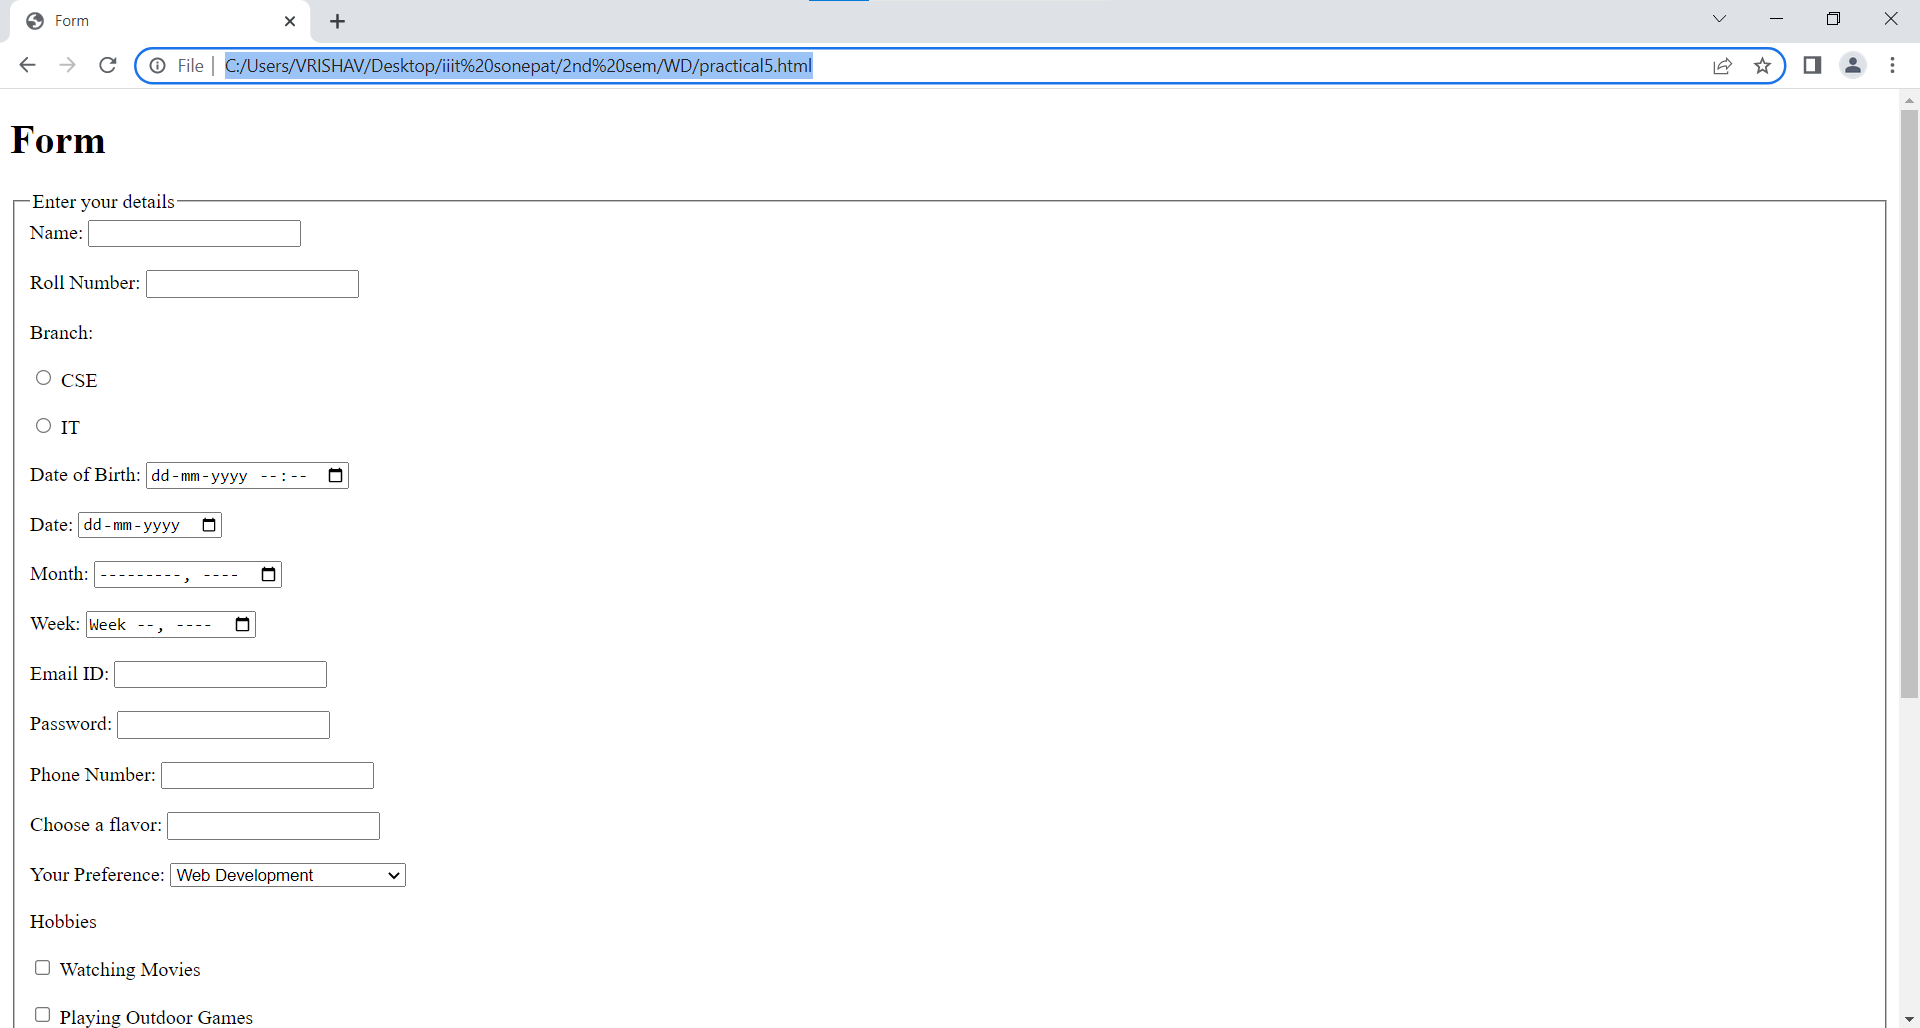 Form
File | C:/Users/VRISHAV/Desktop/iiit%20sonepat/2nd%20sem/WD/practical5.html
Form
Enter your details
Name:
Roll Number:
Branch:
CSE
IT
Date of Birth: dd-mm-yyyy --:--
Date: dd-mm-yyyy
Month: ---------, ----
Week: Week --, ----
Email ID:
Password:
Phone Number:
Choose a flavor:
Your Preference: Web Development
Hobbies
Watching Movies
Playing Outdoor Games